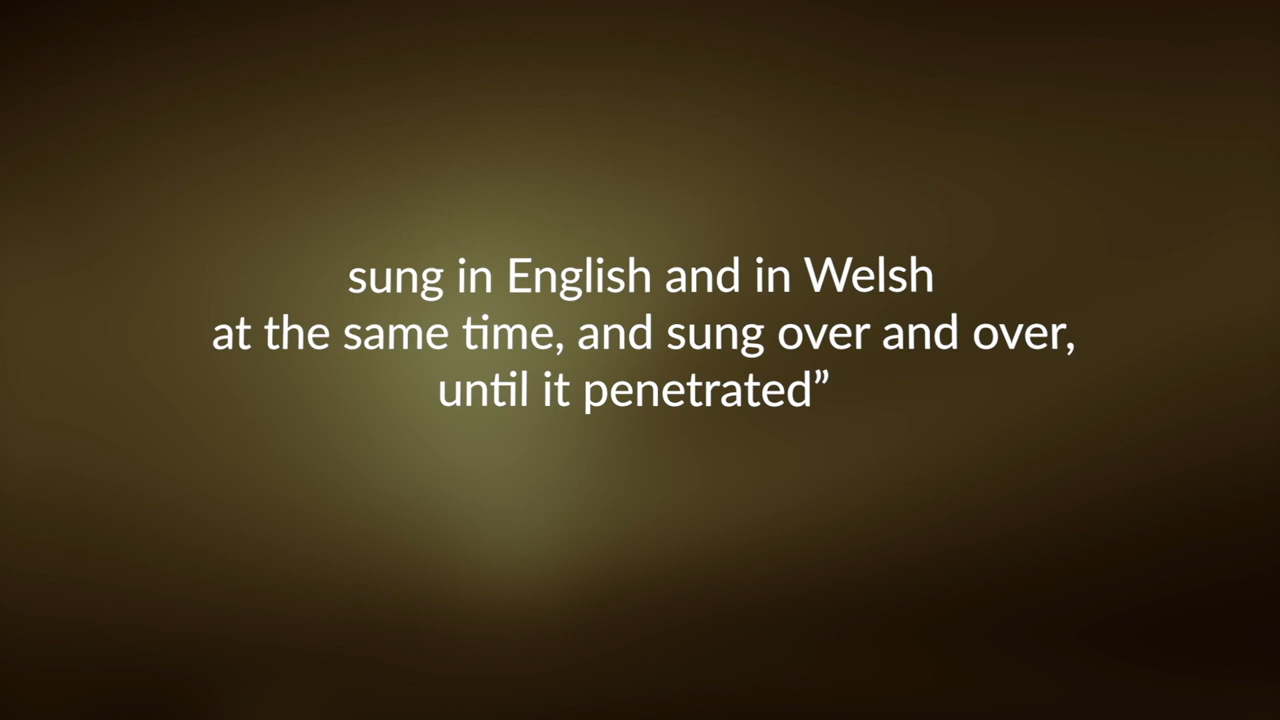 sung in English and in Welsh
at the same time, and sung over and over,
until it penetrated”